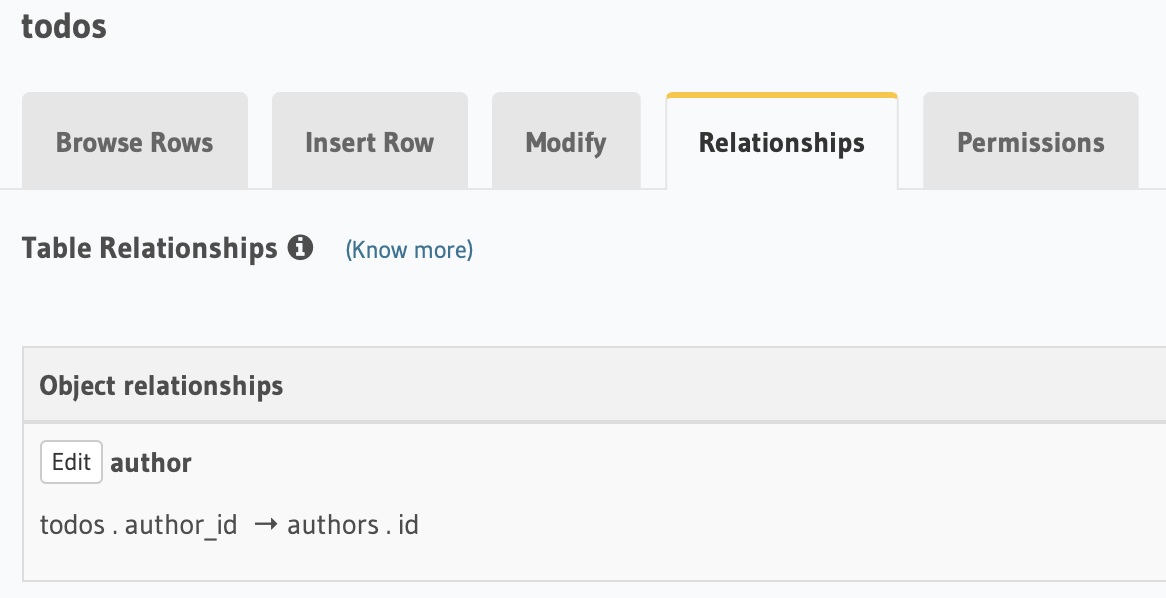 todos
Browse Rows Insert Row Modify Relationships Permissions
Table Relationships (Know more)
Object relationships
Edit author
todos . author_id → authors . id